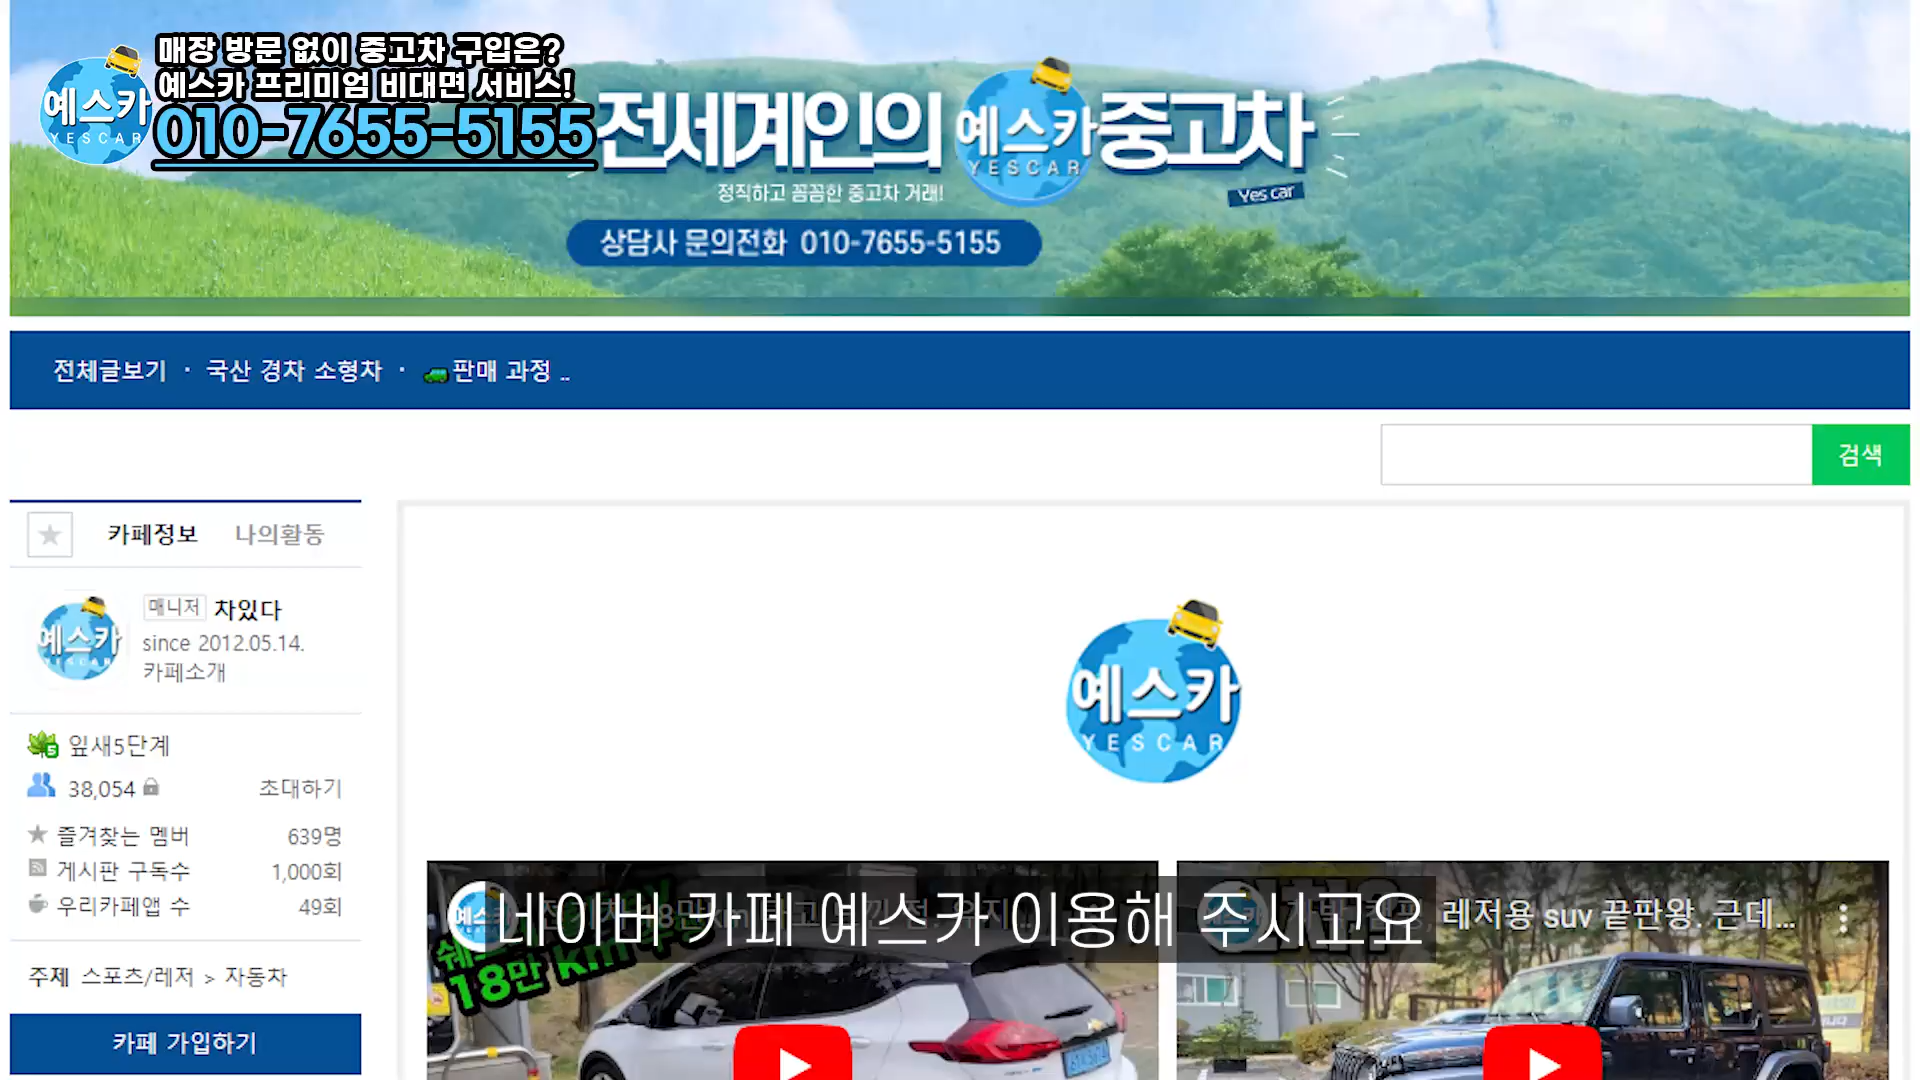 매장 방문 없이 중고차 구입은?
예스카 프리미엄 비대면 서비스!
010-7655-5155
예스카
YESCAR
전세계인의 예스카 중고차
YESCAR
정직하고 꼼꼼한 중고차 거래!
Yes car
상담사 문의전화 010-7655-5155
전체글보기 · 국산 경차 소형차 · 판매 과정 ..
검색
카페정보 나의활동
예스카
YESCAR
매니저 차있다
since 2012.05.14.
카페소개
5 잎새5단계
38,054 초대하기
즐겨찾는 멤버 639명
게시판 구독수 1,000회
우리카페앱 수 49회
주제 스포츠/레저 > 자동차
카페 가입하기
예스카
YESCAR
네이버 카페 예스카 이용해 주시고요
레저용 suv 끝판왕. 근데...
18만 km